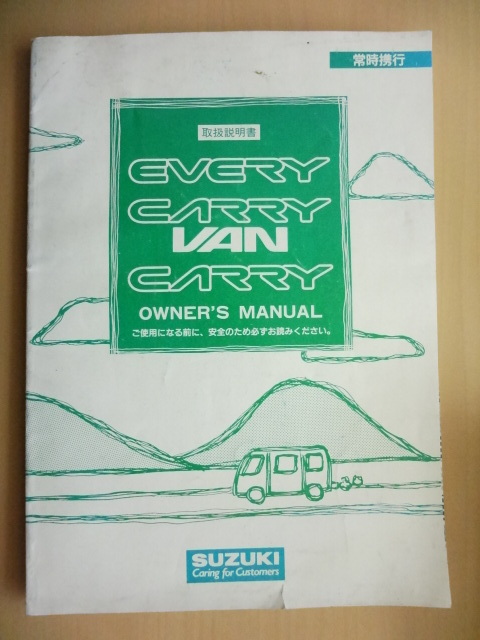 常時携行
取扱説明書
EVERY
CARRY
VAN
CARRY
OWNER'S MANUAL
ご使用になる前に、安全のため必ずお読みください。
SUZUKI
Caring for Customers